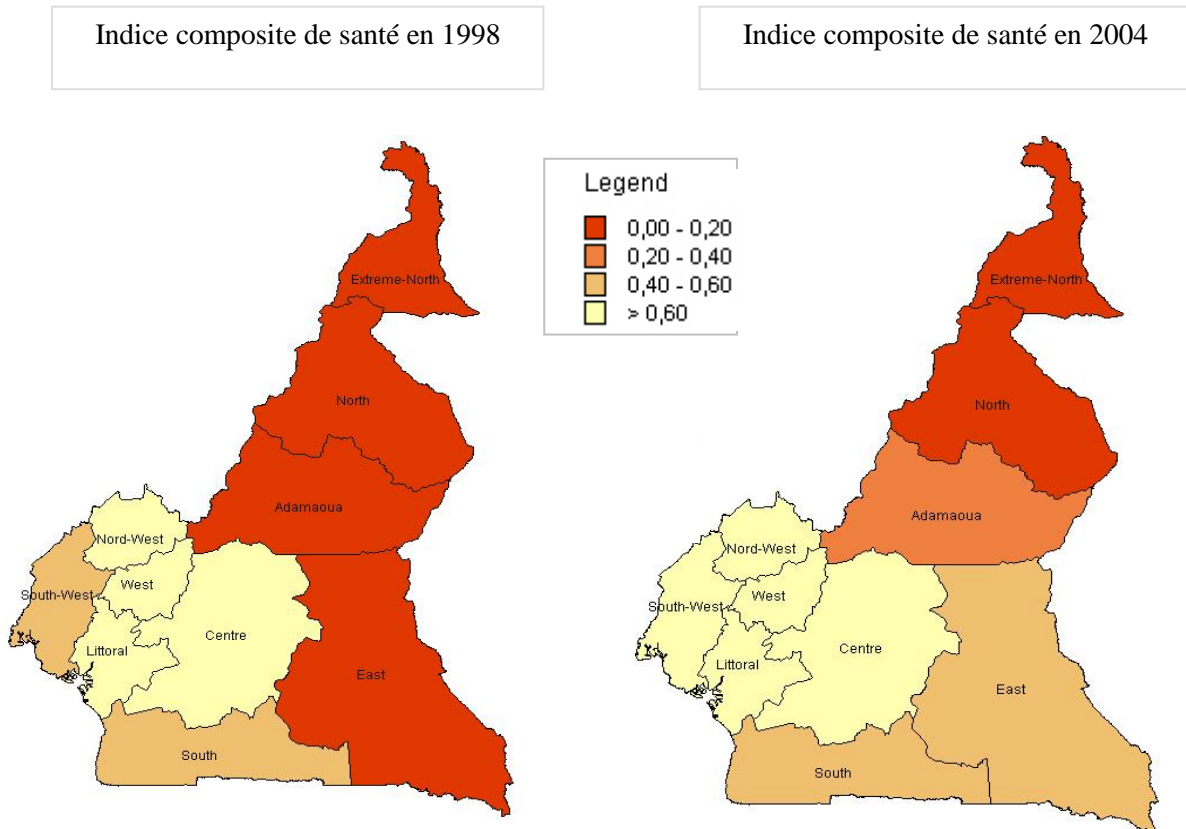 Indice composite de santé en 1998
Indice composite de santé en 2004
Legend
0,00 - 0,20
0,20 - 0,40
0,40 - 0,60
> 0,60
Extreme-North
North
Adamaoua
Nord-West
West
South-West
Littoral
Centre
East
South
Extreme-North
North
Adamaoua
Nord-West
South-West
West
Littoral
Centre
East
South